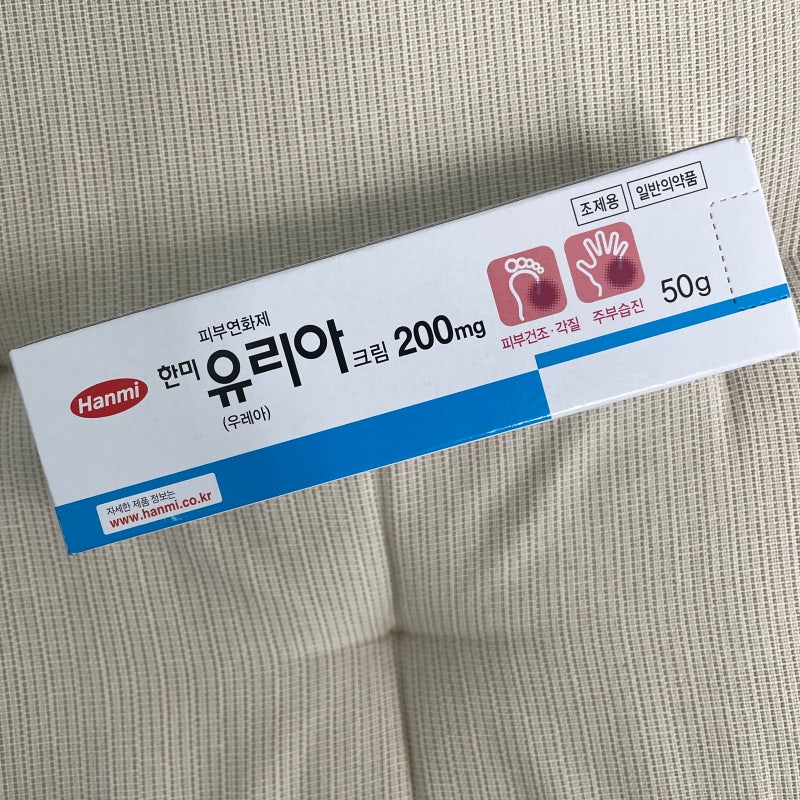 조제용 일반의약품
피부연화제
Hanmi 한미 유리아 크림 200mg
(우레아)
피부건조·각질 주부습진 50g
자세한 제품 정보는
www.hanmi.co.kr